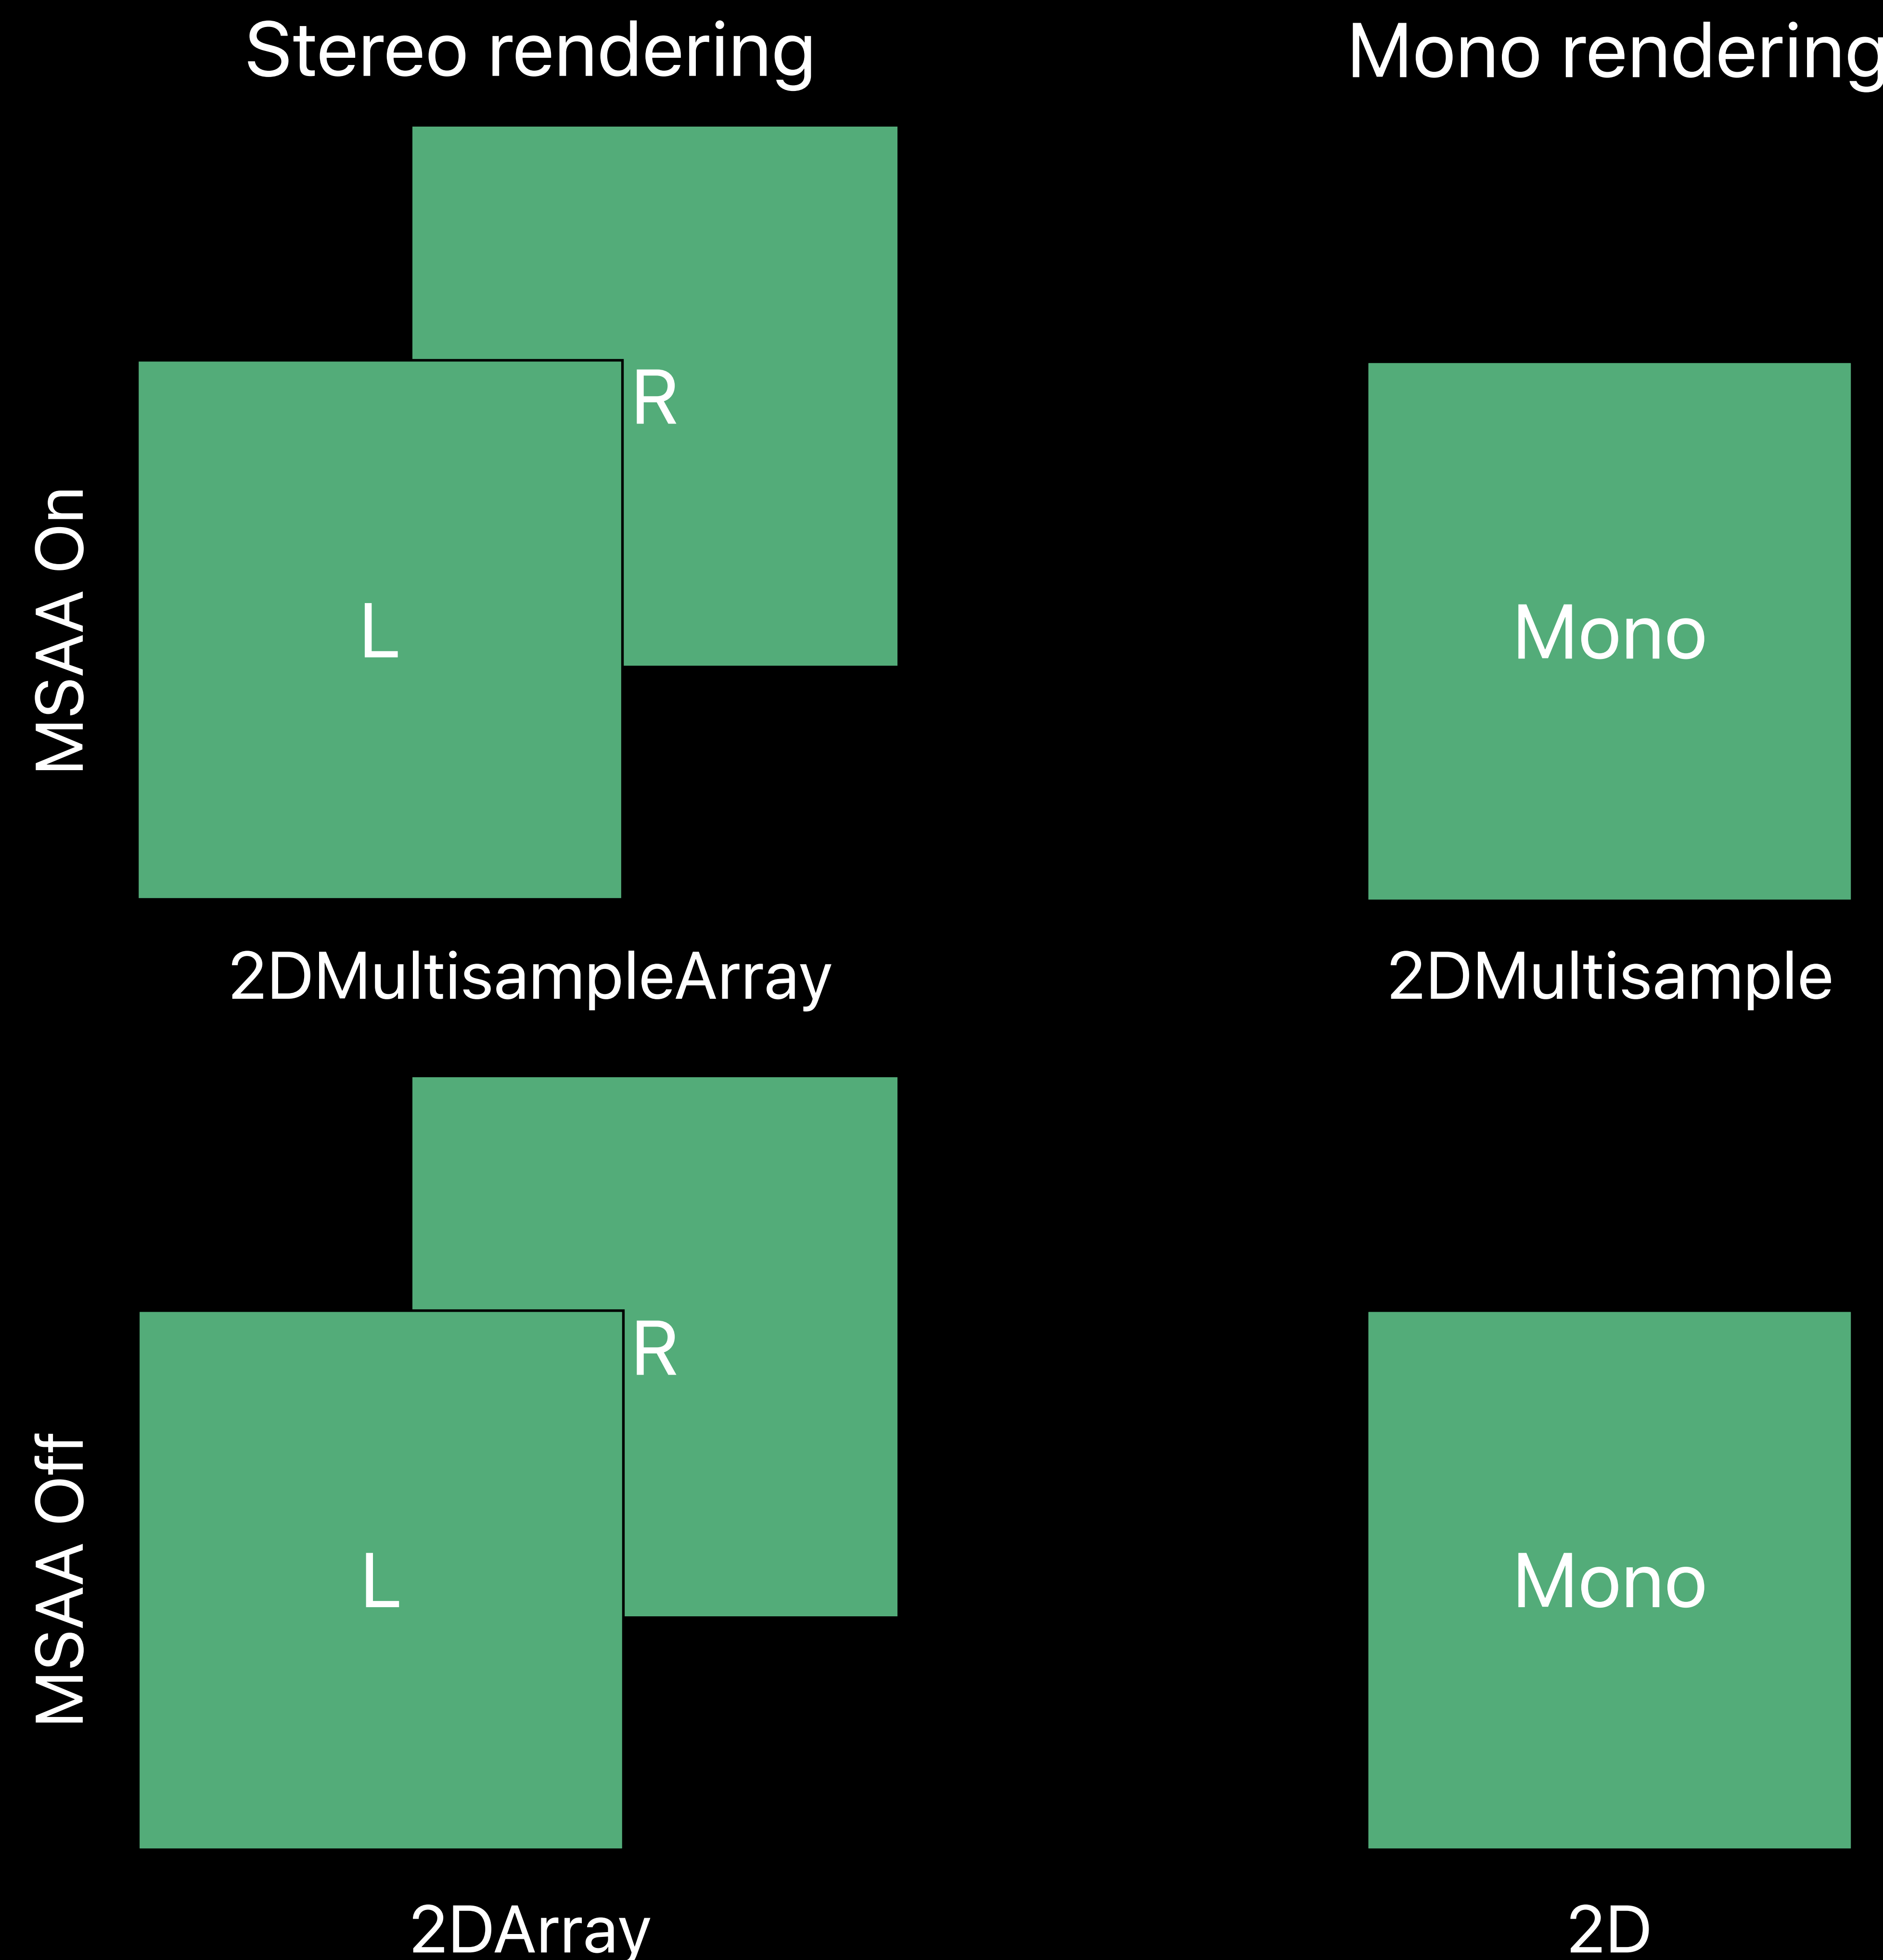 Stereo rendering
Mono rendering
MSAA On
R
L
Mono
2DMultisampleArray
2DMultisample
MSAA Off
R
L
Mono
2DArray
2D